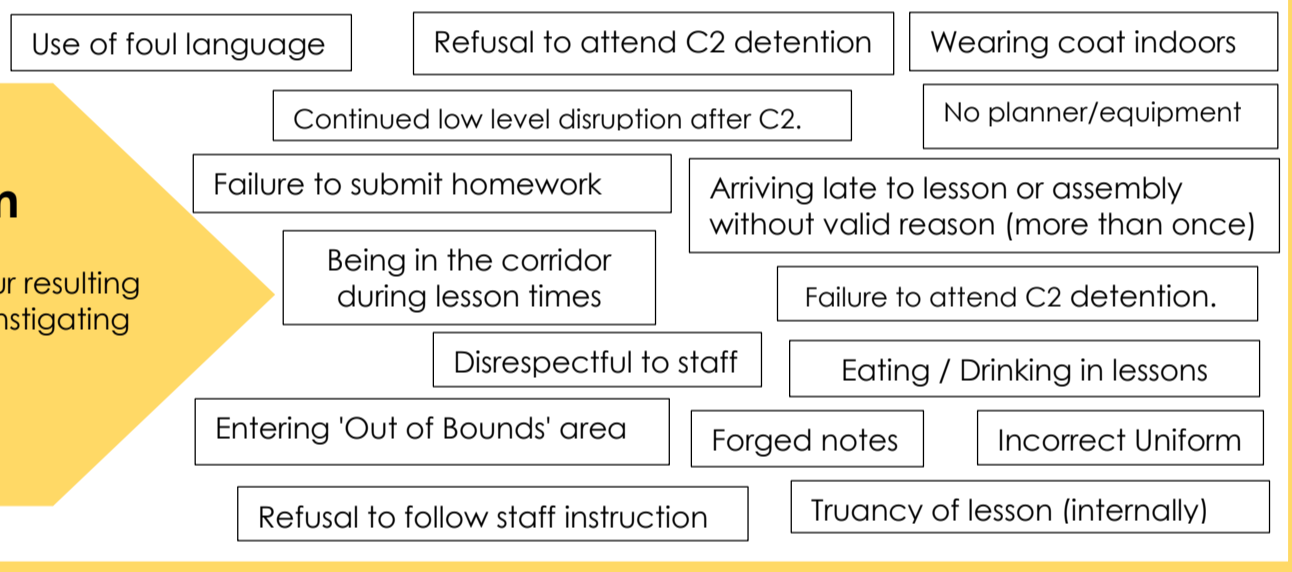 Use of foul language
Refusal to attend C2 detention
Wearing coat indoors
Continued low level disruption after C2.
No planner/equipment
Failure to submit homework
Arriving late to lesson or assembly
without valid reason (more than once)
resulting
Being in the corridor
during lesson times
Failure to attend C2 detention.
Disrespectful to staff
Eating / Drinking in lessons
Entering 'Out of Bounds' area
Forged notes
Incorrect Uniform
Refusal to follow staff instruction
Truancy of lesson (internally)